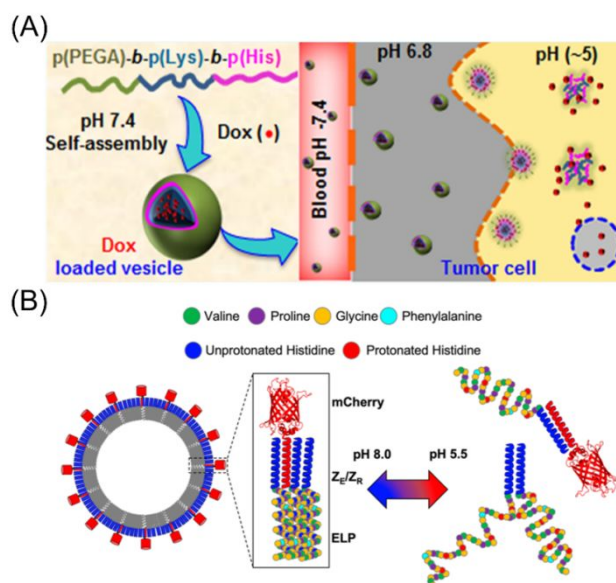 (A)
p(PEGA)-b-p(Lys)-b-p(His)
pH 7.4
Self-assembly
Dox (•)
Dox
loaded vesicle
Blood pH -7.4
pH 6.8
pH (~5)
Tumor cell
(B)
Valine Proline Glycine Phenylalanine
Unprotonated Histidine Protonated Histidine
mCherry
pH 8.0 pH 5.5
ZE/ZR
ELP